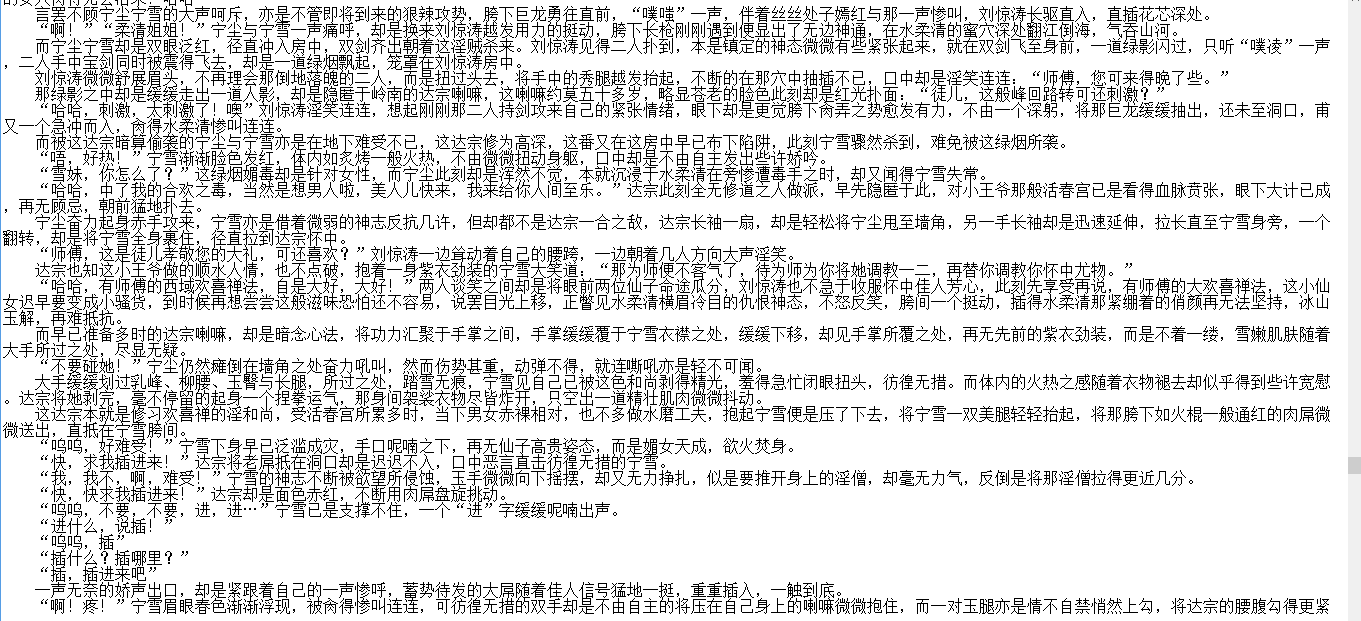 言罢不顾宁尘宁雪的大声呵斥，亦是不管即将到来的狠辣攻势，胯下巨龙勇往直前，“噗嗤”一声，伴着丝丝处子嫣红与那一声惨叫，刘惊涛长驱直入，直插花芯深处。
“啊！”“柔清姐姐！”宁尘与宁雪一声痛呼，却是换来刘惊涛越发用力的挺动，胯下长枪刚刚遇到便显出了无边神通，在水柔清的蜜穴深处翻江倒海，气吞山河。
而宁尘宁雪却是双眼泛红，径直冲入房中，双剑齐出朝着这淫贼杀来。刘惊涛见得二人扑到，本是镇定的神态微微有些紧张起来，就在双剑飞至身前，一道绿影闪过，只听“噗凌”一声
，二人手中宝剑同时被震得飞去，却是一道绿烟飘起，笼罩在刘惊涛房中。
刘惊涛微微舒展眉头，不再理会那倒地落魄的二人，而是扭过头去，将手中的秀腿越发抬起，不断的在那穴中抽插不已，口中却是淫笑连连：“师傅，您可来得晚了些。”
那绿影之中却是缓缓走出一道人影，却是隐匿于岭南的达宗喇嘛，这喇嘛约莫五十多岁，略显苍老的脸色此刻却是红光扑面：“徒儿，这般峰回路转可还刺激？”
“哈哈，刺激，太刺激了！噢”刘惊涛淫笑连连，想起刚刚那二人持剑攻来自己的紧张情绪，眼下却是更觉胯下肏弄之势愈发有力，不由一个深躬，将那巨龙缓缓抽出，还未至洞口，甫
又一个急冲而入，肏得水柔清惨叫连连。
而被这达宗暗算偷袭的宁尘与宁雪亦是在地下难受不已，这达宗修为高深，这番又在这房中早已布下陷阱，此刻宁雪骤然杀到，难免被这绿烟所袭。
“唔，好热！”宁雪渐渐脸色发红，体内如炙烤一般火热，不由微微扭动身躯，口中却是不由自主发出些许娇吟。
“雪妹，你怎么了？”这绿烟媚毒却是针对女性，而宁尘此刻却是浑然不觉，本就沉浸于水柔清在旁惨遭毒手之时，却又闻得宁雪失常。
“哈哈，中了我的合欢之毒，当然是想男人啦，美人儿快来，我来给你人间至乐。”达宗此刻全无修道之人做派，早先隐匿于此，对小王爷那般活春宫已是看得血脉贲张，眼下大计已成
，再无顾忌，朝前猛地扑去。
宁尘奋力起身赤手攻来，宁雪亦是借着微弱的神志反抗几许，但却都不是达宗一合之敌，达宗长袖一扇，却是轻松将宁尘甩至墙角，另一手长袖却是迅速延伸，拉长直至宁雪身旁，一个
翻转，却是将宁雪全身裹住，径直拉到达宗怀中。
“师傅，这是徒儿孝敬您的大礼，可还喜欢？”刘惊涛一边耸动着自己的腰跨，一边朝着几人方向大声淫笑。
达宗也知这小王爷做的顺水人情，也不点破，抱着一身紫衣劲装的宁雪大笑道：“那为师便不客气了，待为师为你将她调教一二，再替你调教你怀中尤物。”
“哈哈，有师傅的西域欢喜禅法，自是大好，大好！”两人谈笑之间却是将眼前两位仙子命途瓜分，刘惊涛也不急于收服怀中佳人芳心，此刻先享受再说，有师傅的大欢喜禅法，这小仙
女迟早要变成小骚货，到时候再想尝尝这般滋味恐怕还不容易，说罢目光上移，正瞥见水柔清横眉冷目的仇恨神态，不怒反笑，胯间一个挺动，插得水柔清那紧绷着的俏颜再无法坚持，冰山
玉解，再难抵抗。
而早已准备多时的达宗喇嘛，却是暗念心法，将功力汇聚于手掌之间，手掌缓缓覆于宁雪衣襟之处，缓缓下移，却见手掌所覆之处，再无先前的紫衣劲装，而是不着一缕，雪嫩肌肤随着
大手所过之处，尽显无疑。
“不要碰她！”宁尘仍然瘫倒在墙角之处奋力吼叫，然而伤势甚重，动弹不得，就连嘶吼亦是轻不可闻。
大手缓缓划过乳峰、柳腰、玉臀与长腿，所过之处，踏雪无痕，宁雪见自己已被这色和尚剥得精光，羞得急忙闭眼扭头，彷徨无措。而体内的火热之感随着衣物褪去却似乎得到些许宽慰
。达宗将她剥完，毫不停留的起身一个捏拳运气，那身间袈裟衣物尽皆炸开，只空出一道精壮肌肉微微抖动。
这达宗本就是修习欢喜禅的淫和尚，受活春宫所累多时，当下男女赤裸相对，也不多做水磨工夫，抱起宁雪便是压了下去，将宁雪一双美腿轻轻抬起，将那胯下如火棍一般通红的肉屌微
微送出，直抵在宁雪胯间。
“呜呜，好难受！”宁雪下身早已泛滥成灾，手口呢喃之下，再无仙子高贵姿态，而是媚女天成，欲火焚身。
“快，求我插进来！”达宗将老屌抵在洞口却是迟迟不入，口中恶言直击彷徨无措的宁雪。
“我，我不，啊，难受！”宁雪的神志不断被欲望所侵蚀，玉手微微向下摇摆，却又无力挣扎，似是要推开身上的淫僧，却毫无力气，反倒是将那淫僧拉得更近几分。
“快，快求我插进来！”达宗却是面色赤红，不断用肉屌盘旋挑动。
“呜呜，不要，不要，进，进…”宁雪已是支撑不住，一个“进”字缓缓呢喃出声。
“进什么，说插！”
“呜呜，插”
“插什么？插哪里？”
“插，插进来吧”
一声无奈的娇声出口，却是紧跟着自己的一声惨呼，蓄势待发的大屌随着佳人信号猛地一挺，重重插入，一触到底。
“啊！疼！”宁雪眉眼春色渐渐浮现，被肏得惨叫连连，可彷徨无措的双手却是不由自主的将压在自己身上的喇嘛微微抱住，而一对玉腿亦是情不自禁悄然上勾，将达宗的腰腹勾得更紧